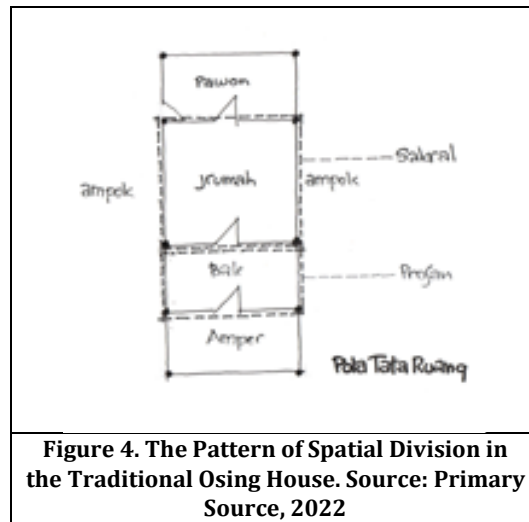 Pawon
Sakral
ampok
Jrumah
ampok
Bale
Profan
Amper
Pola Tata Ruang
Figure 4. The Pattern of Spatial Division in
the Traditional Osing House. Source: Primary
Source, 2022